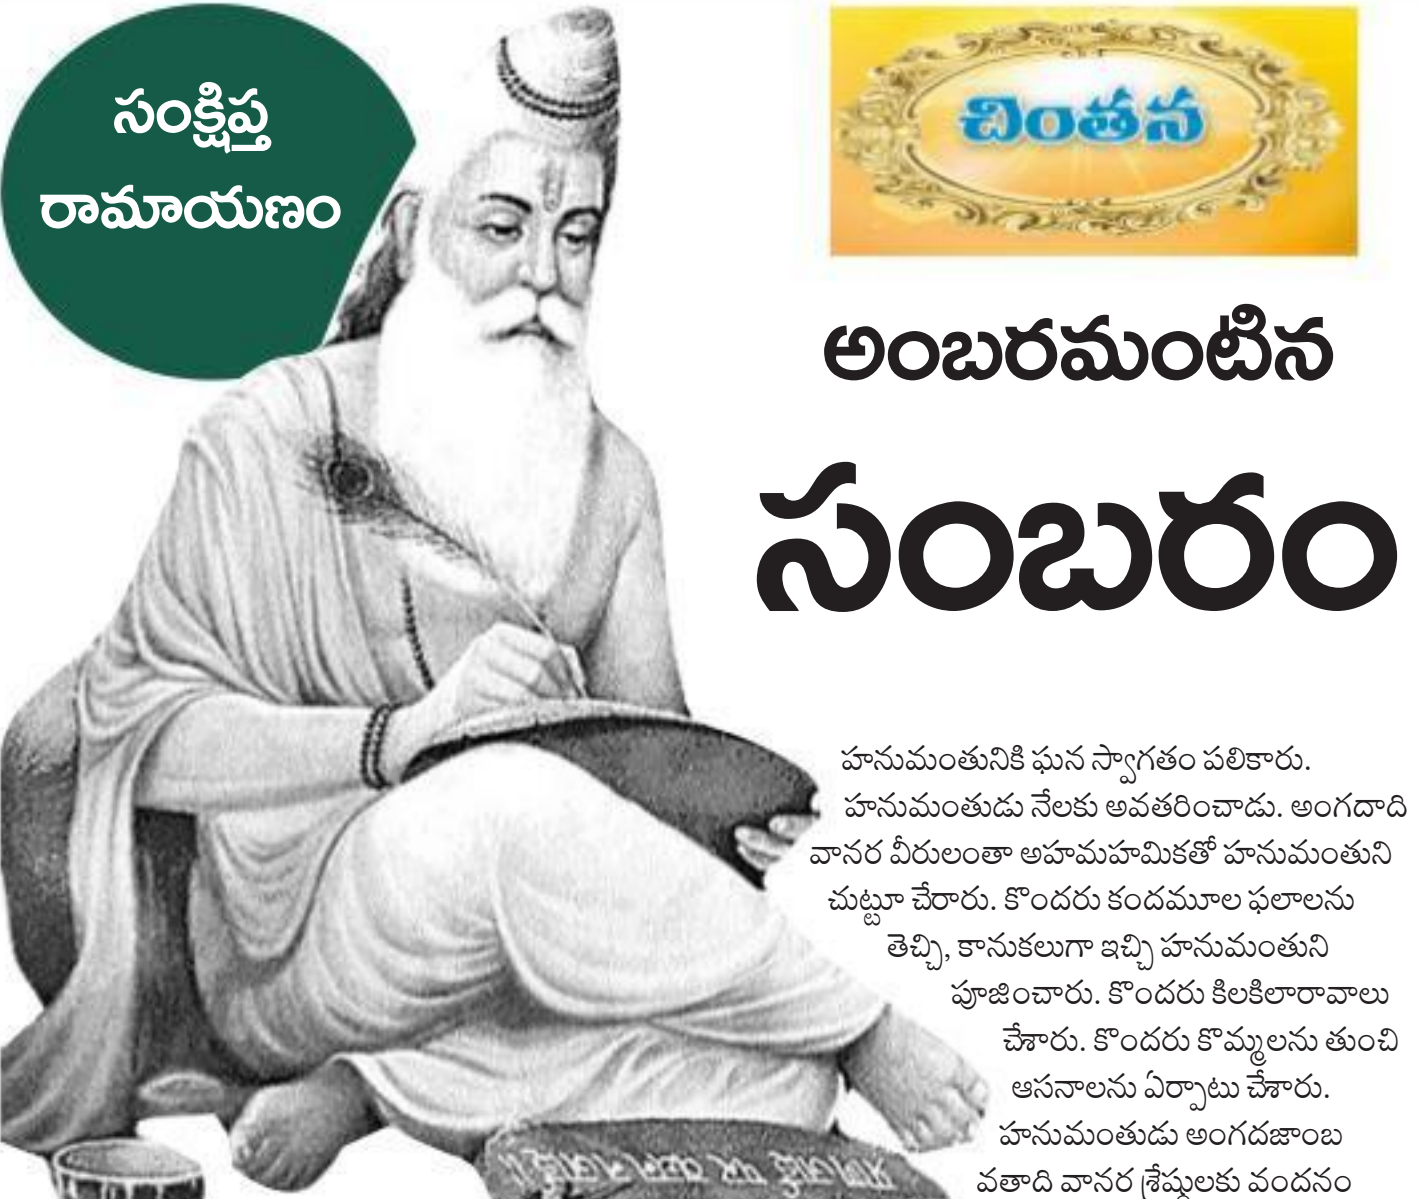 సంక్షిప్త
రామాయణం
చింతన
అంబరమంటిన
సంబరం
హనుమంతునికి ఘన స్వాగతం పలికారు.
హనుమంతుడు నేలకు అవతరించాడు. అంగదాది
వానర వీరులంతా అహమహమికతో హనుమంతుని
చుట్టూ చేరారు. కొందరు కందమూల ఫలాలను
తెచ్చి, కానుకలుగా ఇచ్చి హనుమంతుని
పూజించారు. కొందరు కిలకిలారావాలు
చేశారు. కొందరు కొమ్మలను తుంచి
ఆసనాలను ఏర్పాటు చేశారు.
హనుమంతుడు అంగదజాంబ
వతాది వానర శ్రేష్ఠులకు వందనం